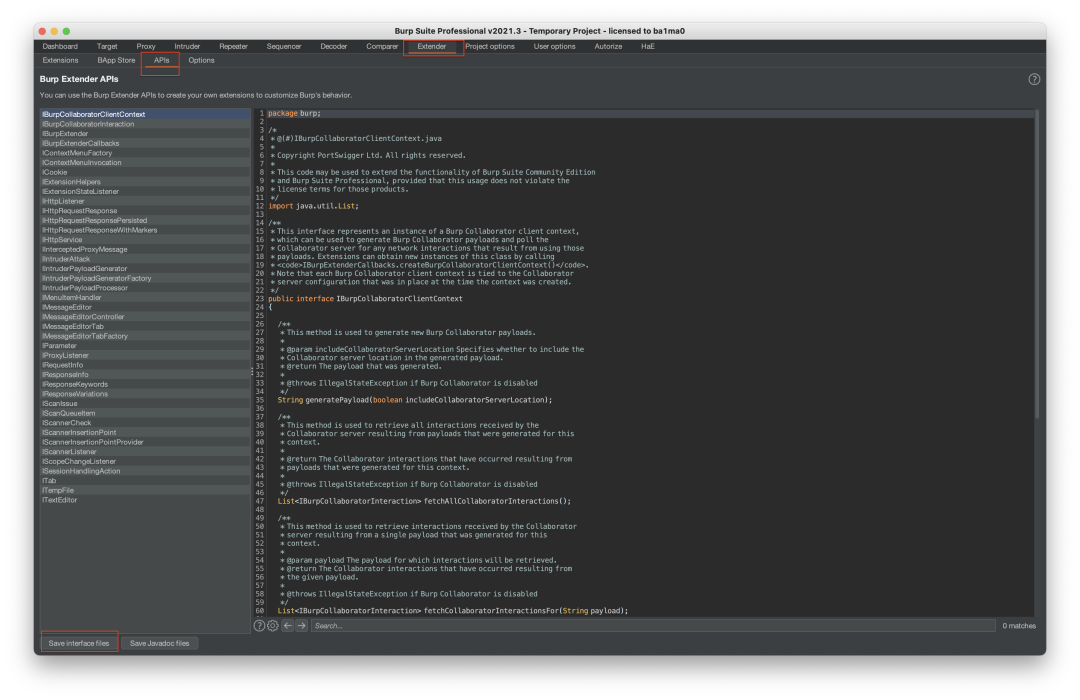 Burp Suite Professional v2021.3 - Temporary Project - licensed to ba1ma0
Dashboard Target Proxy Intruder Repeater Sequencer Decoder Comparer Extender Project options User options Autorize HaE
Extensions BApp Store APIs Options
Burp Extender APIs
?
You can use the Burp Extender APIs to create your own extensions to customize Burp's behavior.
IBurpCollaboratorClientContext
IBurpCollaboratorInteraction
IBurpExtender
IBurpExtenderCallbacks
IContextMenuFactory
IContextMenuInvocation
ICookie
IExtensionHelpers
IExtensionStateListener
IHttpListener
IHttpRequestResponse
IHttpRequestResponsePersisted
IHttpRequestResponseWithMarkers
IHttpService
IInterceptedProxyMessage
IIntruderAttack
IIntruderPayloadGenerator
IIntruderPayloadGeneratorFactory
IIntruderPayloadProcessor
IMenuItemHandler
IMessageEditor
IMessageEditorController
IMessageEditorTab
IMessageEditorTabFactory
IParameter
IProxyListener
IRequestInfo
IResponseInfo
IResponseKeywords
IResponseVariations
IScanIssue
IScanQueueItem
IScannerCheck
IScannerInsertionPoint
IScannerInsertionPointProvider
IScannerListener
IScopeChangeListener
ISessionHandlingAction
ITab
ITempFile
ITextEditor
1 package burp;
2
3 /*
4 * @(#)IBurpCollaboratorClientContext.java
5 *
6 * Copyright PortSwigger Ltd. All rights reserved.
7 *
8 * This code may be used to extend the functionality of Burp Suite Community Edition
9 * and Burp Suite Professional, provided that this usage does not violate the
10 * license terms for those products.
11 */
12 import java.util.List;
13
14 /**
15 * This interface represents an instance of a Burp Collaborator client context,
16 * which can be used to generate Burp Collaborator payloads and poll the
17 * Collaborator server for any network interactions that result from using those
18 * payloads. Extensions can obtain new instances of this class by calling
19 * <code>IBurpExtenderCallbacks.createBurpCollaboratorClientContext()</code>.
20 * Note that each Burp Collaborator client context is tied to the Collaborator
21 * server configuration that was in place at the time the context was created.
22 */
23 public interface IBurpCollaboratorClientContext
24 {
25
26 /**
27 * This method is used to generate new Burp Collaborator payloads.
28 *
29 * @param includeCollaboratorServerLocation Specifies whether to include the
30 * Collaborator server location in the generated payload.
31 * @return The payload that was generated.
32 *
33 * @throws IllegalStateException if Burp Collaborator is disabled
34 */
35 String generatePayload(boolean includeCollaboratorServerLocation);
36
37 /**
38 * This method is used to retrieve all interactions received by the
39 * Collaborator server resulting from payloads that were generated for this
40 * context.
41 *
42 * @return The Collaborator interactions that have occurred resulting from
43 * payloads that were generated for this context.
44 *
45 * @throws IllegalStateException if Burp Collaborator is disabled
46 */
47 List<IBurpCollaboratorInteraction> fetchAllCollaboratorInteractions();
48
49 /**
50 * This method is used to retrieve interactions received by the Collaborator
51 * server resulting from a single payload that was generated for this
52 * context.
53 *
54 * @param payload The payload for which interactions will be retrieved.
55 * @return The Collaborator interactions that have occurred resulting from
56 * the given payload.
57 *
58 * @throws IllegalStateException if Burp Collaborator is disabled
59 */
60 List<IBurpCollaboratorInteraction> fetchCollaboratorInteractionsFor(String payload);
? Search... 0 matches
Save interface files Save Javadoc files